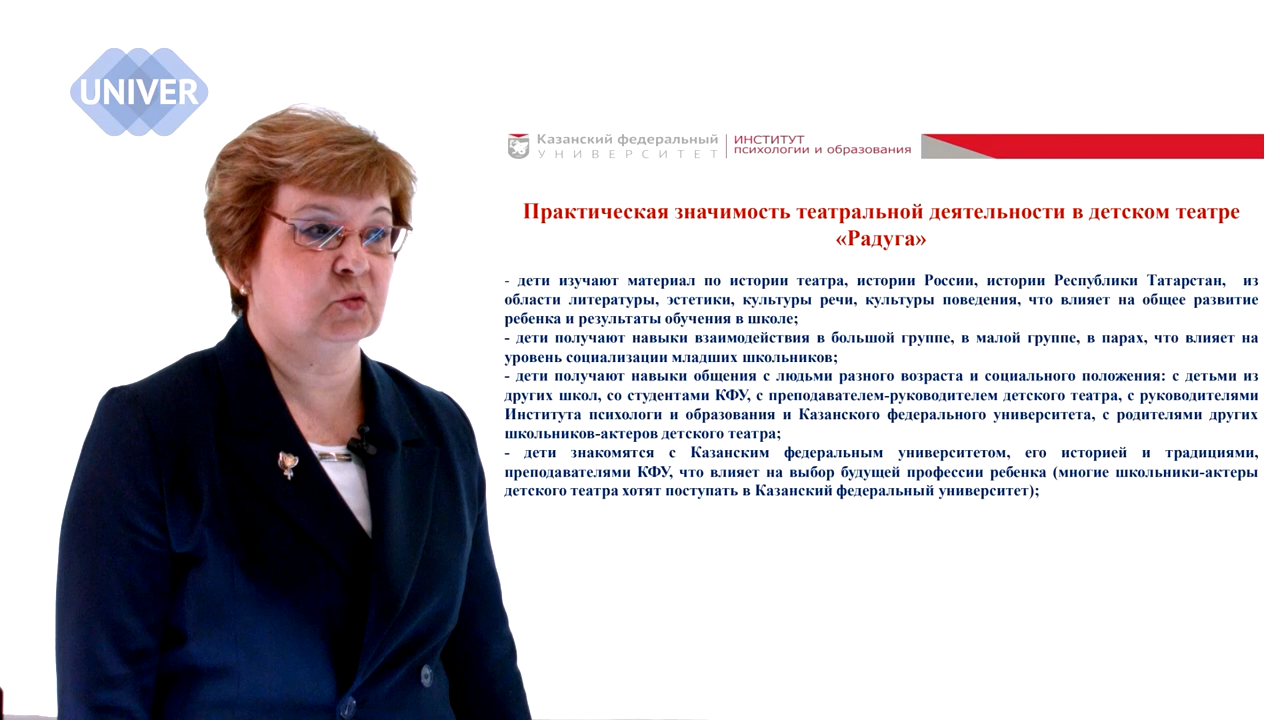 UNIVER
Казанский федеральный
УНИВЕРСИТЕТ
ИНСТИТУТ
психологии и образования
Практическая значимость театральной деятельности в детском театре
«Радуга»
- дети изучают материал по истории театра, истории России, истории Республики Татарстан, из
области литературы, эстетики, культуры речи, культуры поведения, что влияет на общее развитие
ребенка и результаты обучения в школе;
- дети получают навыки взаимодействия в большой группе, в малой группе, в парах, что влияет на
уровень социализации младших школьников;
- дети получают навыки общения с людьми разного возраста и социального положения: с детьми из
других школ, со студентами КФУ, с преподавателем-руководителем детского театра, с руководителями
Института психологи и образования и Казанского федерального университета, с родителями других
школьников-актеров детского театра;
- дети знакомятся с Казанским федеральным университетом, его историей и традициями,
преподавателями КФУ, что влияет на выбор будущей профессии ребенка (многие школьники-актеры
детского театра хотят поступать в Казанский федеральный университет);